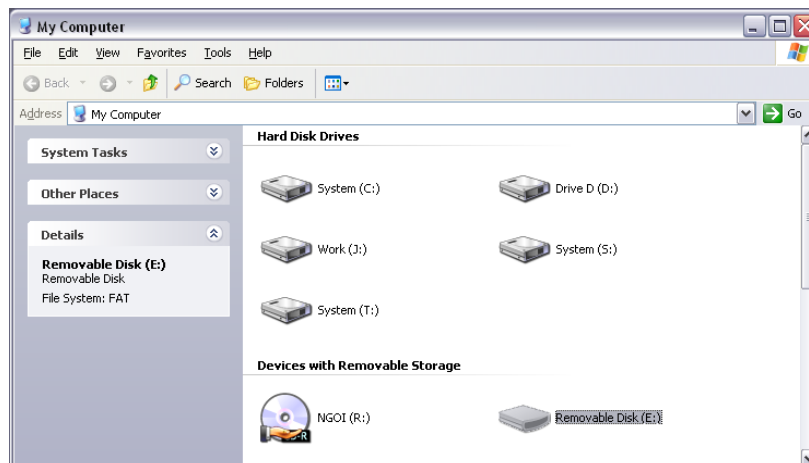 My Computer
File Edit View Favorites Tools Help
Back Search Folders
Address My Computer Go
System Tasks
Other Places
Details
Removable Disk (E:)
Removable Disk
File System: FAT
Hard Disk Drives
System (C:) Drive D (D:)
Work (J:) System (S:)
System (T:)
Devices with Removable Storage
NGOI (R:) Removable Disk (E:)